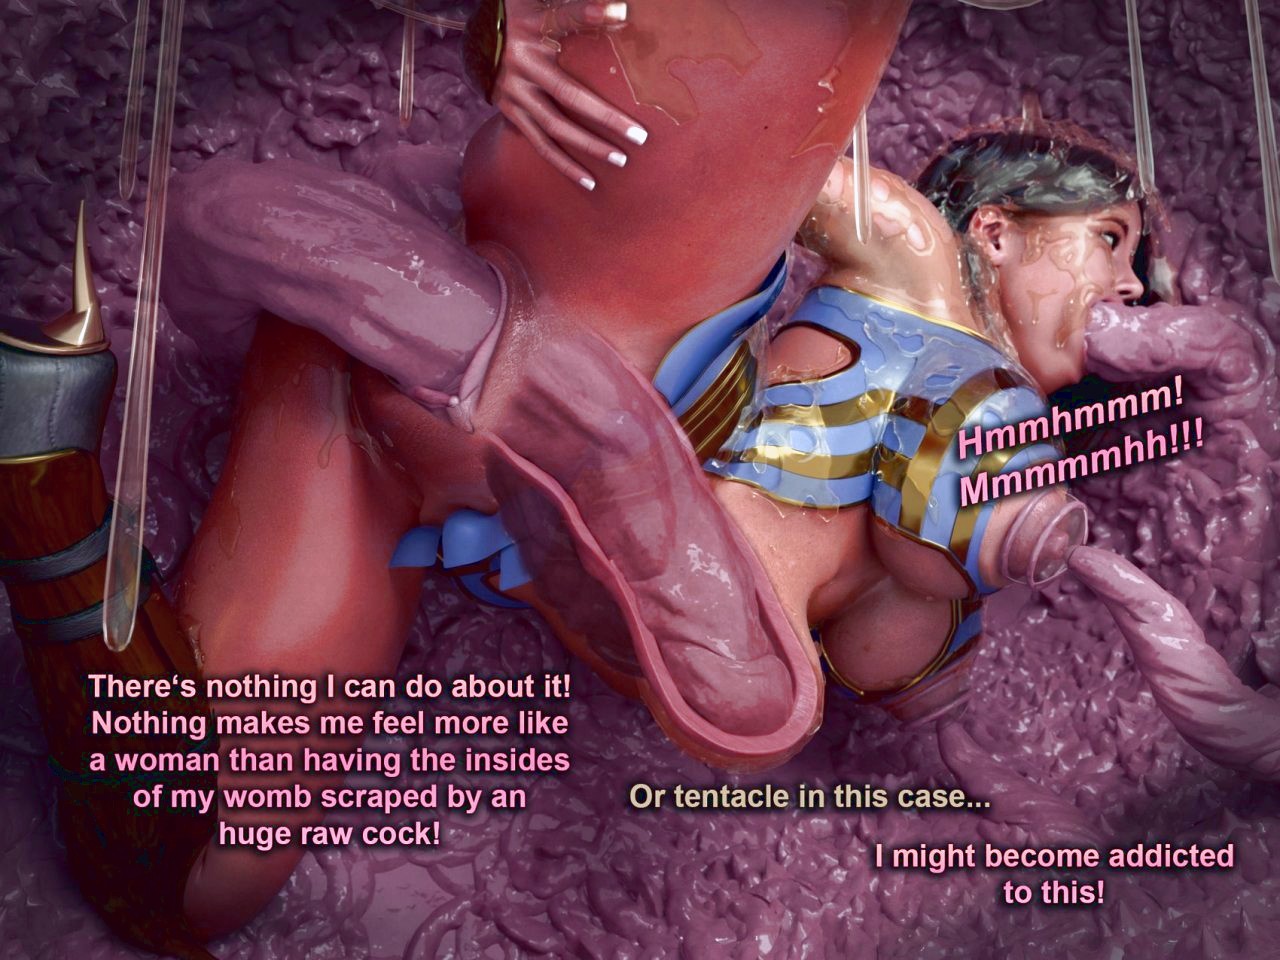 Hmmhmmm!
Mmmmmhh!!!
There‘s nothing I can do about it!
Nothing makes me feel more like
a woman than having the insides
of my womb scraped by an
huge raw cock!
Or tentacle in this case...
I might become addicted
to this!